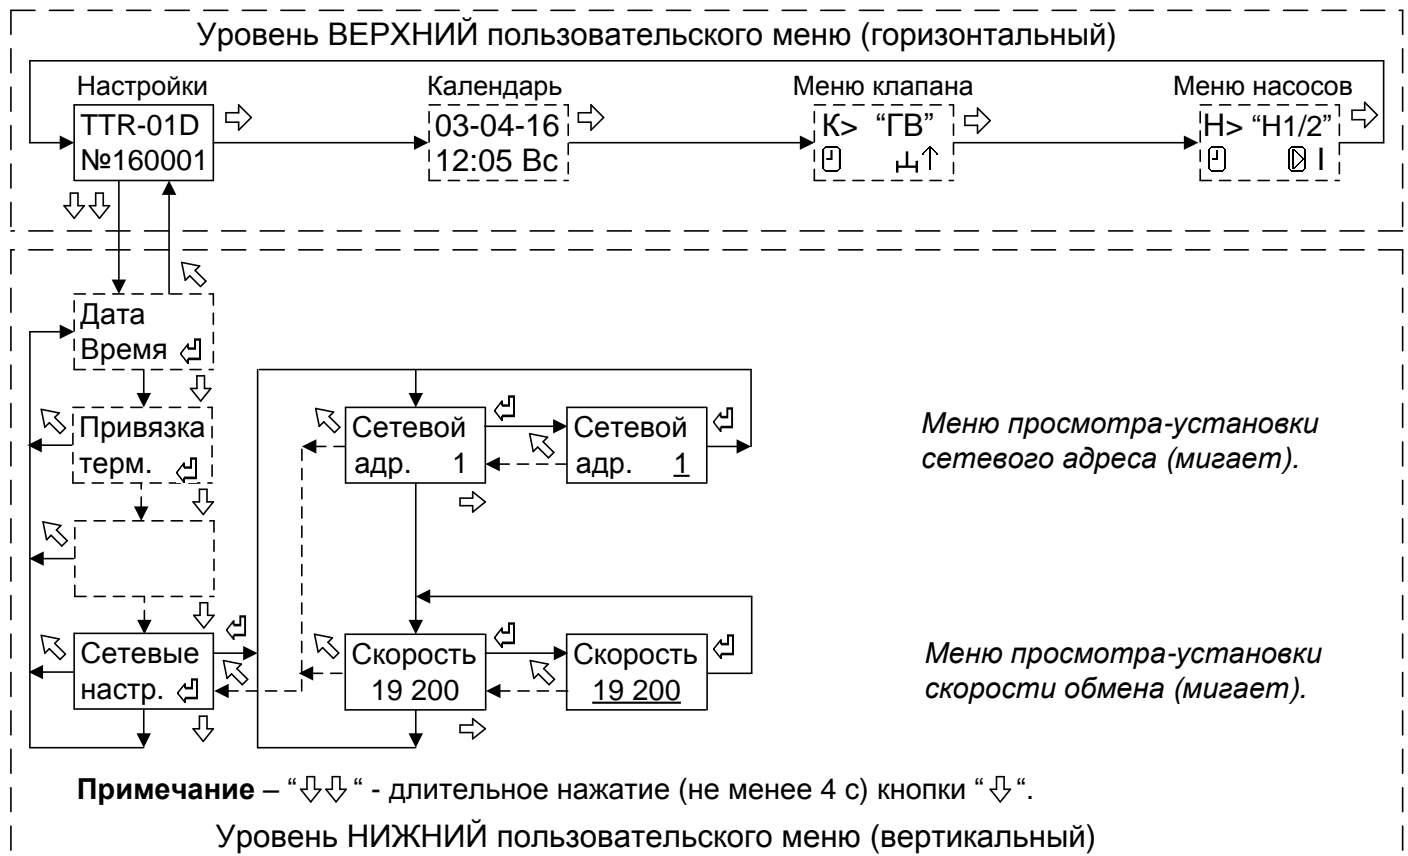 Уровень ВЕРХНИЙ пользовательского меню (горизонтальный)
Настройки
TTR-01D
№160001
Календарь
03-04-16
12:05 Вс
Меню клапана
К> “ГВ”
Меню насосов
Н> “Н1/2”
I
Дата
Время
Привязка
терм.
Сетевые
настр.
Сетевой
адр. 1
Сетевой
адр. 1
Меню просмотра-установки
сетевого адреса (мигает).
Скорость
19 200
Скорость
19 200
Меню просмотра-установки
скорости обмена (мигает).
Примечание – “⇩⇩“ - длительное нажатие (не менее 4 с) кнопки “⇩“.
Уровень НИЖНИЙ пользовательского меню (вертикальный)